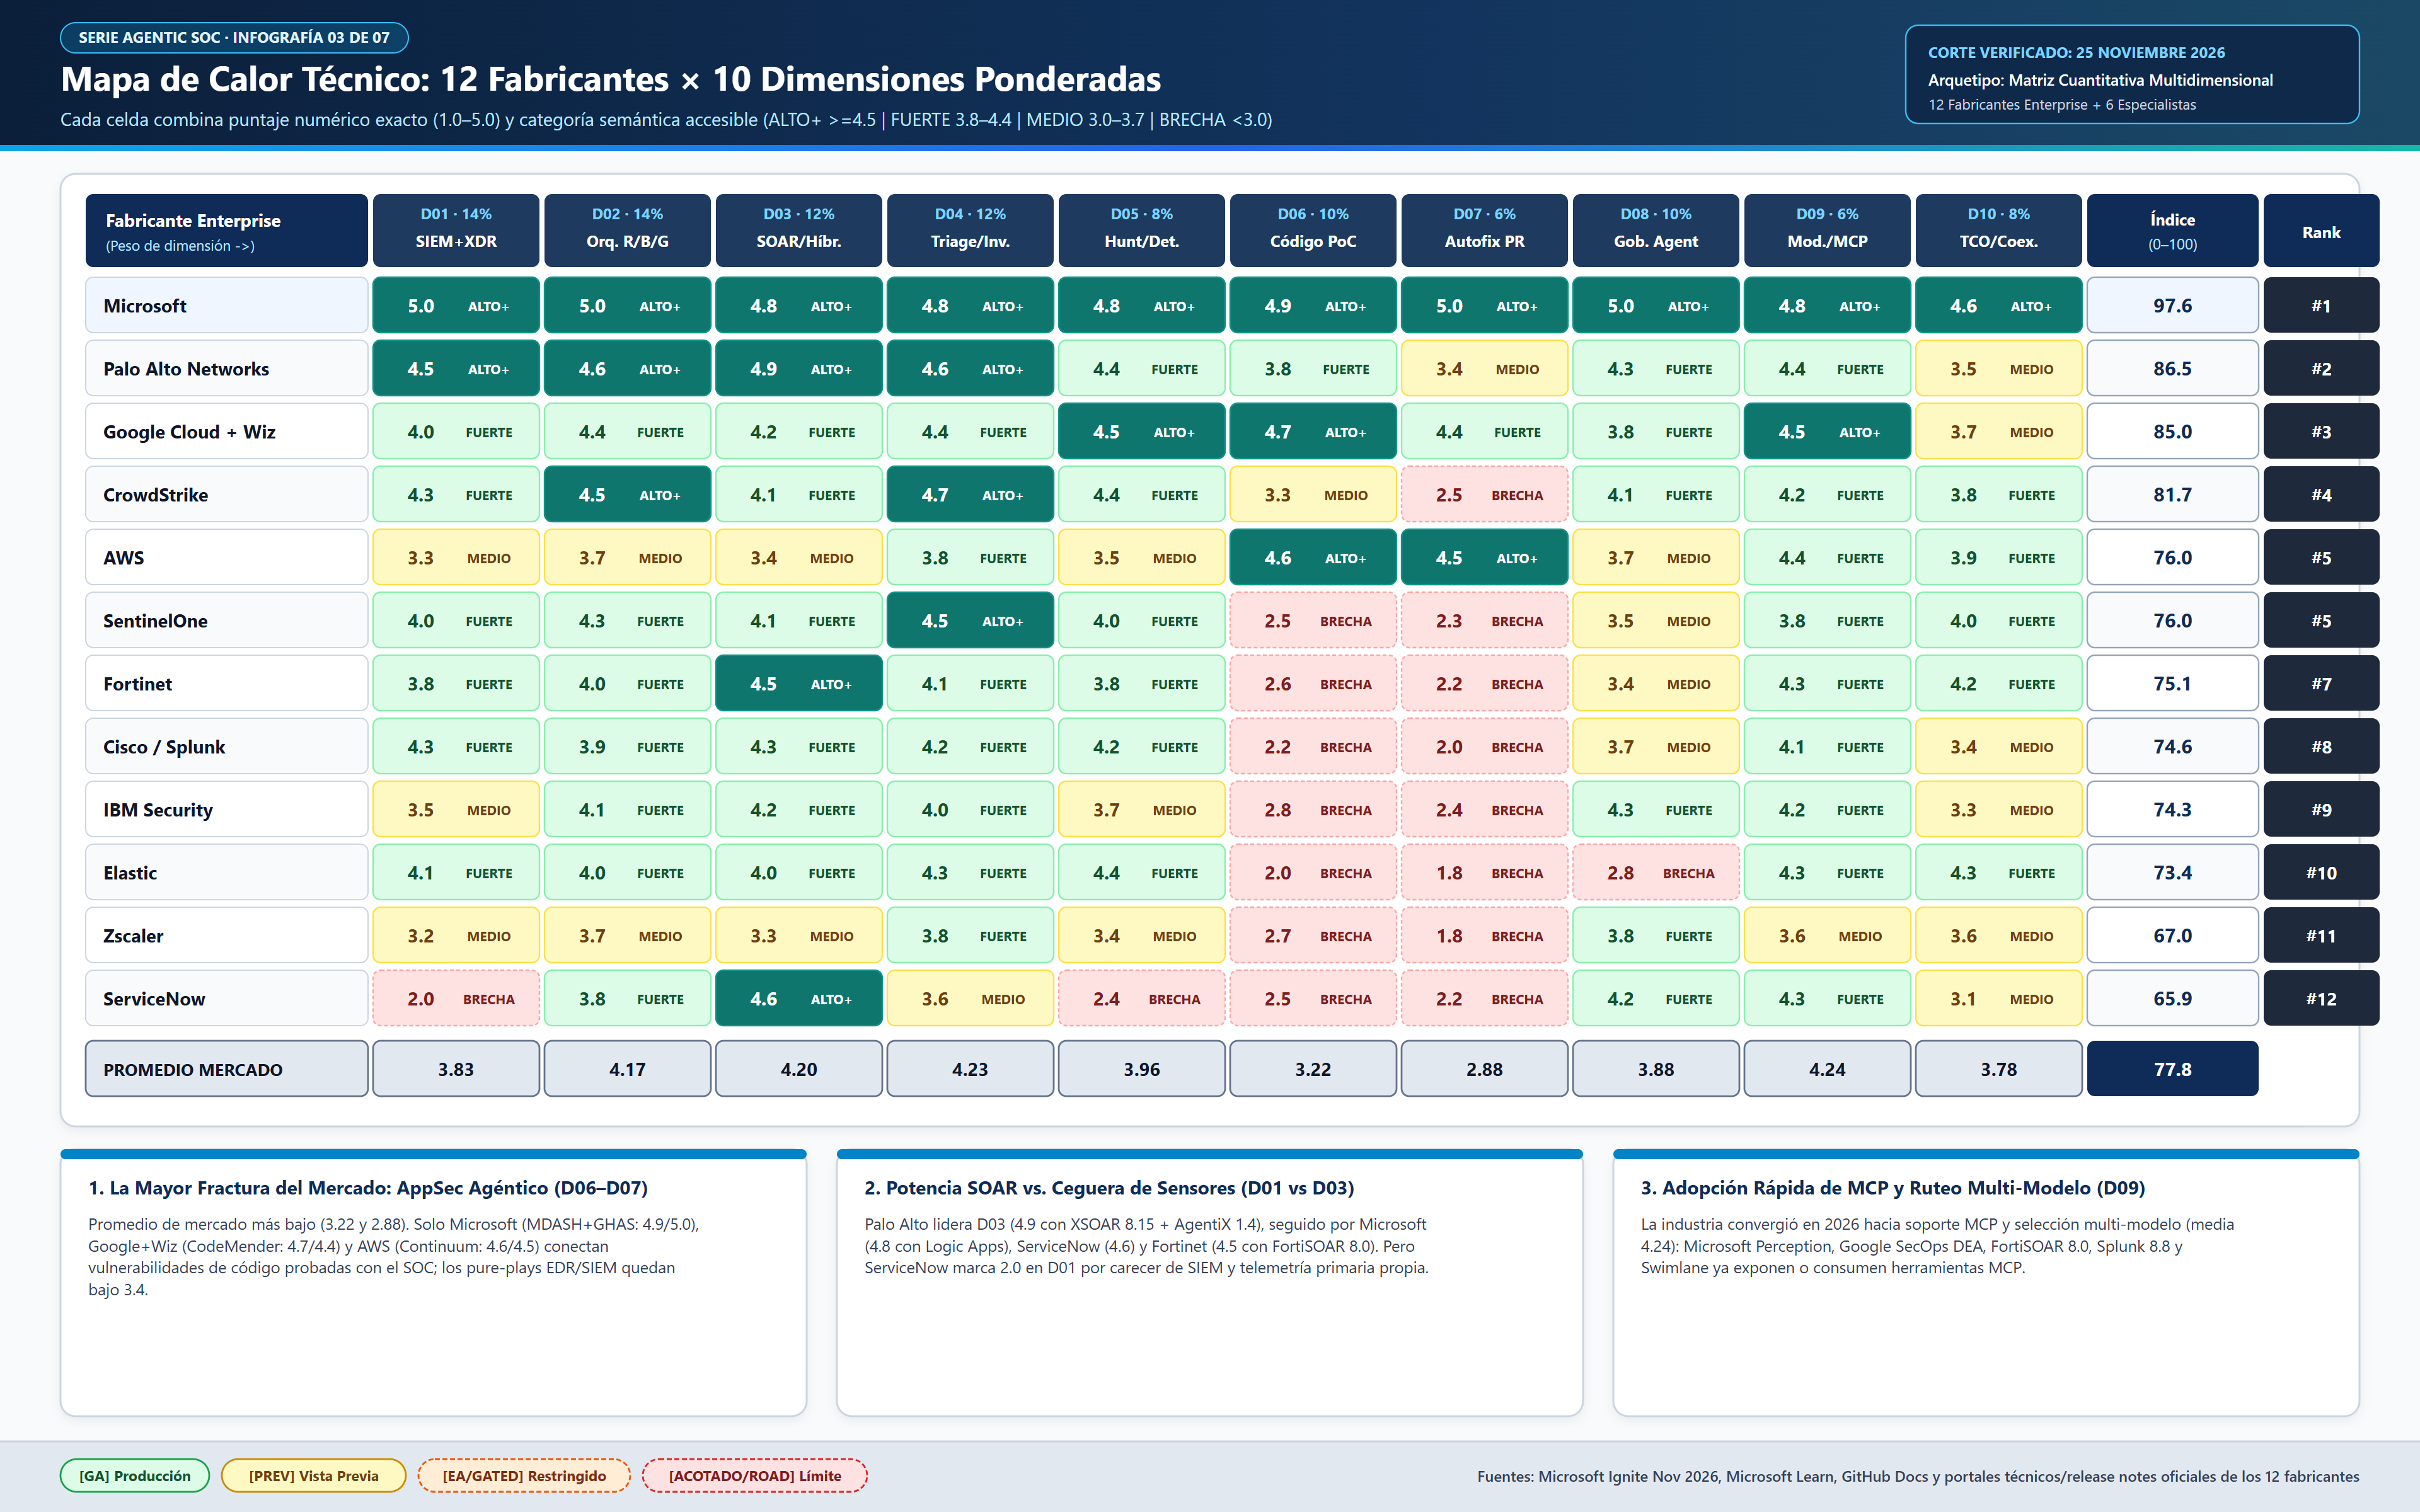 SERIE AGENTIC SOC · INFOGRAFÍA 03 DE 07
Mapa de Calor Técnico: 12 Fabricantes × 10 Dimensiones Ponderadas
Cada celda combina puntaje numérico exacto (1.0–5.0) y categoría semántica accesible (ALTO+ >=4.5 | FUERTE 3.8–4.4 | MEDIO 3.0–3.7 | BRECHA <3.0)
CORTE VERIFICADO: 25 NOVIEMBRE 2026
Arquetipo: Matriz Cuantitativa Multidimensional
12 Fabricantes Enterprise + 6 Especialistas
Fabricante Enterprise
(Peso de dimensión ->)
D01 · 14%
SIEM+XDR
D02 · 14%
Orq. R/B/G
D03 · 12%
SOAR/Híbr.
D04 · 12%
Triage/Inv.
D05 · 8%
Hunt/Det.
D06 · 10%
Código PoC
D07 · 6%
Autofix PR
D08 · 10%
Gob. Agent
D09 · 6%
Mod./MCP
D10 · 8%
TCO/Coex.
Índice
(0–100)
Rank
Microsoft 5.0 ALTO+ 5.0 ALTO+ 4.8 ALTO+ 4.8 ALTO+ 4.8 ALTO+ 4.9 ALTO+ 5.0 ALTO+ 5.0 ALTO+ 4.8 ALTO+ 4.6 ALTO+ 97.6 #1
Palo Alto Networks 4.5 ALTO+ 4.6 ALTO+ 4.9 ALTO+ 4.6 ALTO+ 4.4 FUERTE 3.8 FUERTE 3.4 MEDIO 4.3 FUERTE 4.4 FUERTE 3.5 MEDIO 86.5 #2
Google Cloud + Wiz 4.0 FUERTE 4.4 FUERTE 4.2 FUERTE 4.4 FUERTE 4.5 ALTO+ 4.7 ALTO+ 4.4 FUERTE 3.8 FUERTE 4.5 ALTO+ 3.7 MEDIO 85.0 #3
CrowdStrike 4.3 FUERTE 4.5 ALTO+ 4.1 FUERTE 4.7 ALTO+ 4.4 FUERTE 3.3 MEDIO 2.5 BRECHA 4.1 FUERTE 4.2 FUERTE 3.8 FUERTE 81.7 #4
AWS 3.3 MEDIO 3.7 MEDIO 3.4 MEDIO 3.8 FUERTE 3.5 MEDIO 4.6 ALTO+ 4.5 ALTO+ 3.7 MEDIO 4.4 FUERTE 3.9 FUERTE 76.0 #5
SentinelOne 4.0 FUERTE 4.3 FUERTE 4.1 FUERTE 4.5 ALTO+ 4.0 FUERTE 2.5 BRECHA 2.3 BRECHA 3.5 MEDIO 3.8 FUERTE 4.0 FUERTE 76.0 #5
Fortinet 3.8 FUERTE 4.0 FUERTE 4.5 ALTO+ 4.1 FUERTE 3.8 FUERTE 2.6 BRECHA 2.2 BRECHA 3.4 MEDIO 4.3 FUERTE 4.2 FUERTE 75.1 #7
Cisco / Splunk 4.3 FUERTE 3.9 FUERTE 4.3 FUERTE 4.2 FUERTE 4.2 FUERTE 2.2 BRECHA 2.0 BRECHA 3.7 MEDIO 4.1 FUERTE 3.4 MEDIO 74.6 #8
IBM Security 3.5 MEDIO 4.1 FUERTE 4.2 FUERTE 4.0 FUERTE 3.7 MEDIO 2.8 BRECHA 2.4 BRECHA 4.3 FUERTE 4.2 FUERTE 3.3 MEDIO 74.3 #9
Elastic 4.1 FUERTE 4.0 FUERTE 4.0 FUERTE 4.3 FUERTE 4.4 FUERTE 2.0 BRECHA 1.8 BRECHA 2.8 BRECHA 4.3 FUERTE 4.3 FUERTE 73.4 #10
Zscaler 3.2 MEDIO 3.7 MEDIO 3.3 MEDIO 3.8 FUERTE 3.4 MEDIO 2.7 BRECHA 1.8 BRECHA 3.8 FUERTE 3.6 MEDIO 3.6 MEDIO 67.0 #11
ServiceNow 2.0 BRECHA 3.8 FUERTE 4.6 ALTO+ 3.6 MEDIO 2.4 BRECHA 2.5 BRECHA 2.2 BRECHA 4.2 FUERTE 4.3 FUERTE 3.1 MEDIO 65.9 #12
PROMEDIO MERCADO 3.83 4.17 4.20 4.23 3.96 3.22 2.88 3.88 4.24 3.78 77.8
1. La Mayor Fractura del Mercado: AppSec Agéntico (D06–D07)
Promedio de mercado más bajo (3.22 y 2.88). Solo Microsoft (MDASH+GHAS: 4.9/5.0),
Google+Wiz (CodeMender: 4.7/4.4) y AWS (Continuum: 4.6/4.5) conectan
vulnerabilidades de código probadas con el SOC; los pure-plays EDR/SIEM quedan
bajo 3.4.
2. Potencia SOAR vs. Ceguera de Sensores (D01 vs D03)
Palo Alto lidera D03 (4.9 con XSOAR 8.15 + AgentiX 1.4), seguido por Microsoft
(4.8 con Logic Apps), ServiceNow (4.6) y Fortinet (4.5 con FortiSOAR 8.0). Pero
ServiceNow marca 2.0 en D01 por carecer de SIEM y telemetría primaria propia.
3. Adopción Rápida de MCP y Ruteo Multi-Modelo (D09)
La industria convergió en 2026 hacia soporte MCP y selección multi-modelo (media
4.24): Microsoft Perception, Google SecOps DEA, FortiSOAR 8.0, Splunk 8.8 y
Swimlane ya exponen o consumen herramientas MCP.
[GA] Producción
[PREV] Vista Previa
[EA/GATED] Restringido
[ACOTADO/ROAD] Límite
Fuentes: Microsoft Ignite Nov 2026, Microsoft Learn, GitHub Docs y portales técnicos/release notes oficiales de los 12 fabricantes